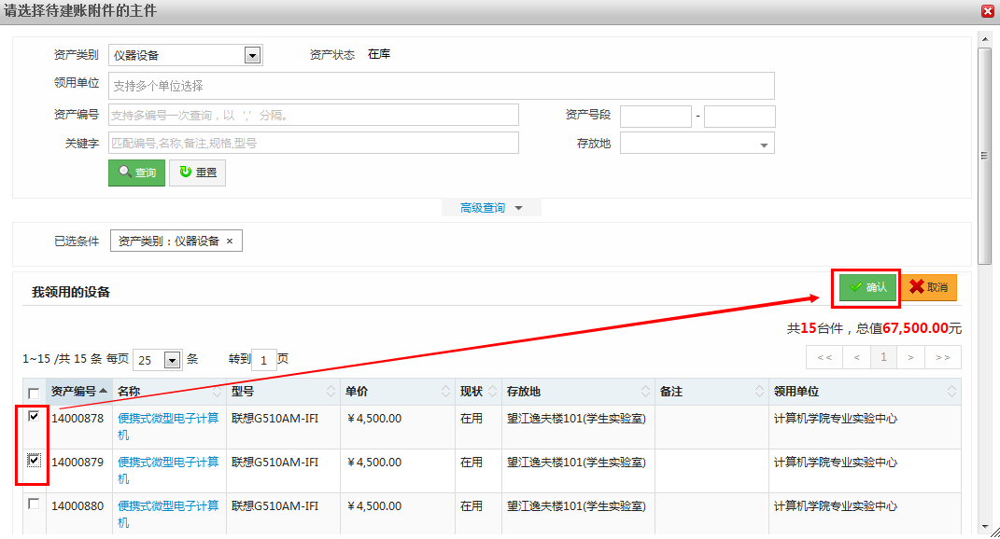 请选择待建账附件的主件
资产类别 仪器设备 资产状态 在库
领用单位 支持多个单位选择
资产编号 支持多编号一次查询，以 ‘,’ 分隔。 资产号段 -
关键字 匹配编号,名称,备注,规格,型号 存放地
查询 重置
高级查询
已选条件 资产类别：仪器设备 ×
我领用的设备 确认 取消
共15台件，总值67,500.00元
1~15 /共 15 条 每页 25 条 转到 1 页 << < 1 > >>
资产编号 名称 型号 单价 现状 存放地 备注 领用单位
14000878 便携式微型电子计算机 联想G510AM-IFI ￥4,500.00 在用 望江逸夫楼101(学生实验室) 计算机学院专业实验中心
14000879 便携式微型电子计算机 联想G510AM-IFI ￥4,500.00 在用 望江逸夫楼101(学生实验室) 计算机学院专业实验中心
14000880 便携式微型电子计算机 联想G510AM-IFI ￥4,500.00 在用 望江逸夫楼101(学生实验室) 计算机学院专业实验中心